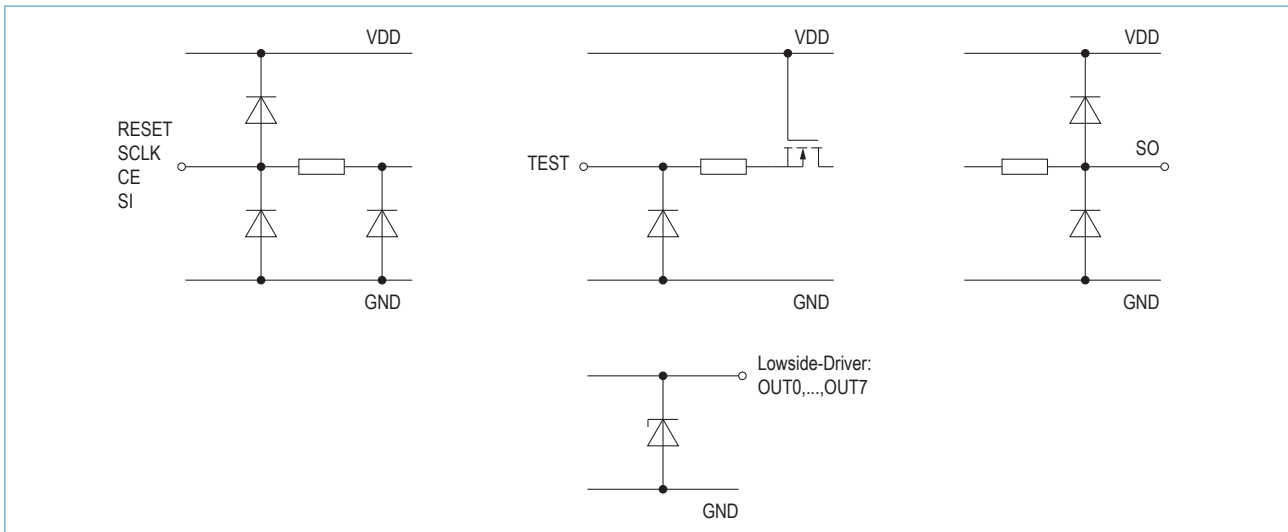 VDD
RESET
SCLK
CE
SI
GND
VDD
TEST
GND
VDD
SO
GND
Lowside-Driver:
OUT0,...,OUT7
GND